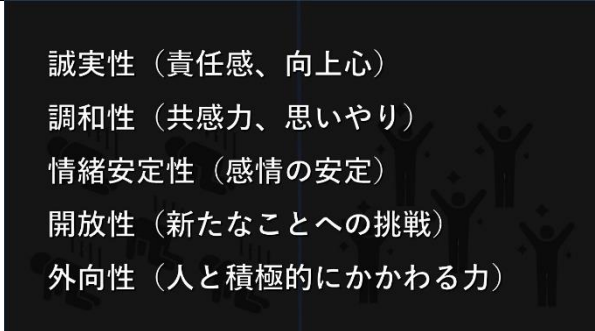 誠実性（責任感、向上心）
調和性（共感力、思いやり）
情緒安定性（感情の安定）
開放性（新たなことへの挑戦）
外向性（人と積極的にかかわる力）